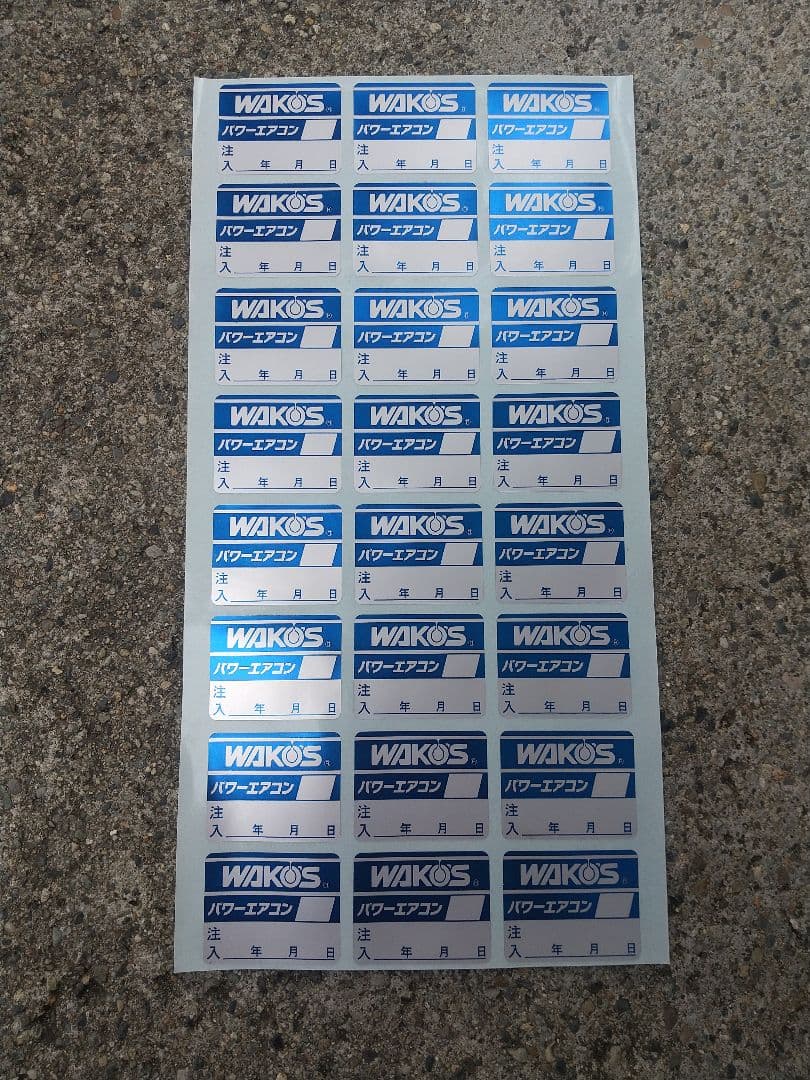 WAKO'S® WAKO'S® WAKO'S®
パワーエアコン パワーエアコン パワーエアコン
注 注 注
入 年 月 日 入 年 月 日 入 年 月 日
WAKO'S® WAKO'S® WAKO'S®
パワーエアコン パワーエアコン パワーエアコン
注 注 注
入 年 月 日 入 年 月 日 入 年 月 日
WAKO'S® WAKO'S® WAKO'S®
パワーエアコン パワーエアコン パワーエアコン
注 注 注
入 年 月 日 入 年 月 日 入 年 月 日
WAKO'S® WAKO'S® WAKO'S®
パワーエアコン パワーエアコン パワーエアコン
注 注 注
入 年 月 日 入 年 月 日 入 年 月 日
WAKO'S® WAKO'S® WAKO'S®
パワーエアコン パワーエアコン パワーエアコン
注 注 注
入 年 月 日 入 年 月 日 入 年 月 日
WAKO'S® WAKO'S® WAKO'S®
パワーエアコン パワーエアコン パワーエアコン
注 注 注
入 年 月 日 入 年 月 日 入 年 月 日
WAKO'S® WAKO'S® WAKO'S®
パワーエアコン パワーエアコン パワーエアコン
注 注 注
入 年 月 日 入 年 月 日 入 年 月 日
WAKO'S® WAKO'S® WAKO'S®
パワーエアコン パワーエアコン パワーエアコン
注 注 注
入 年 月 日 入 年 月 日 入 年 月 日